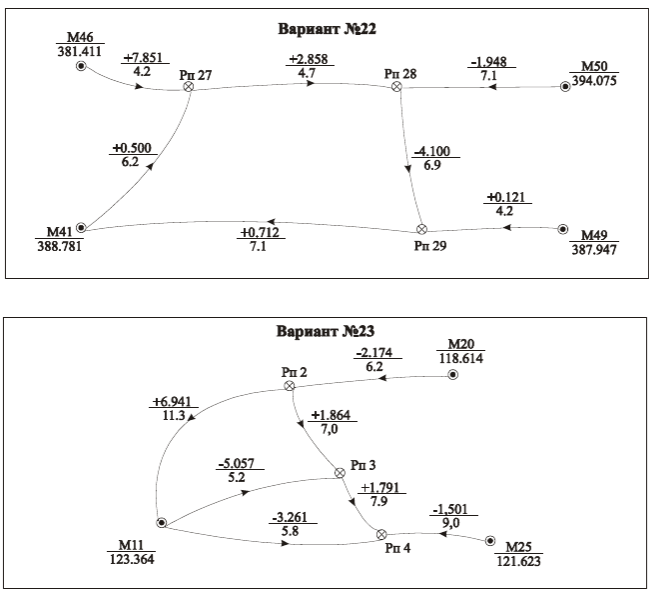 Вариант №22
М46
381.411
+7.851
4.2
Рп 27
+2.858
4.7
Рп 28
-1.948
7.1
М50
394.075
+0.500
6.2
-4.100
6.9
+0.121
4.2
М41
388.781
+0.712
7.1
Рп 29
М49
387.947
Вариант №23
М20
118.614
-2.174
6.2
Рп 2
+6.941
11.3
+1.864
7,0
-5.057
5.2
Рп 3
+1.791
7.9
-3.261
5.8
-1,501
9,0
М11
123.364
Рп 4
М25
121.623